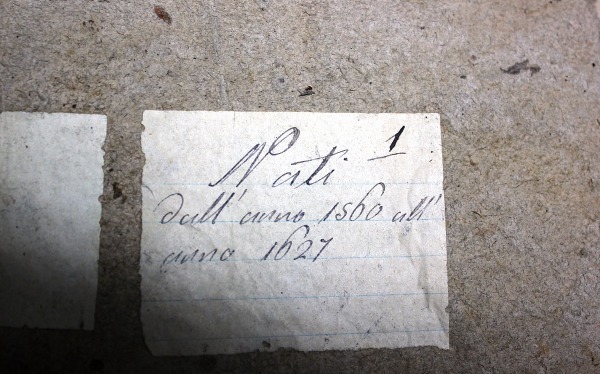 Nati 1
dall'anno 1560 all'
anno 1627